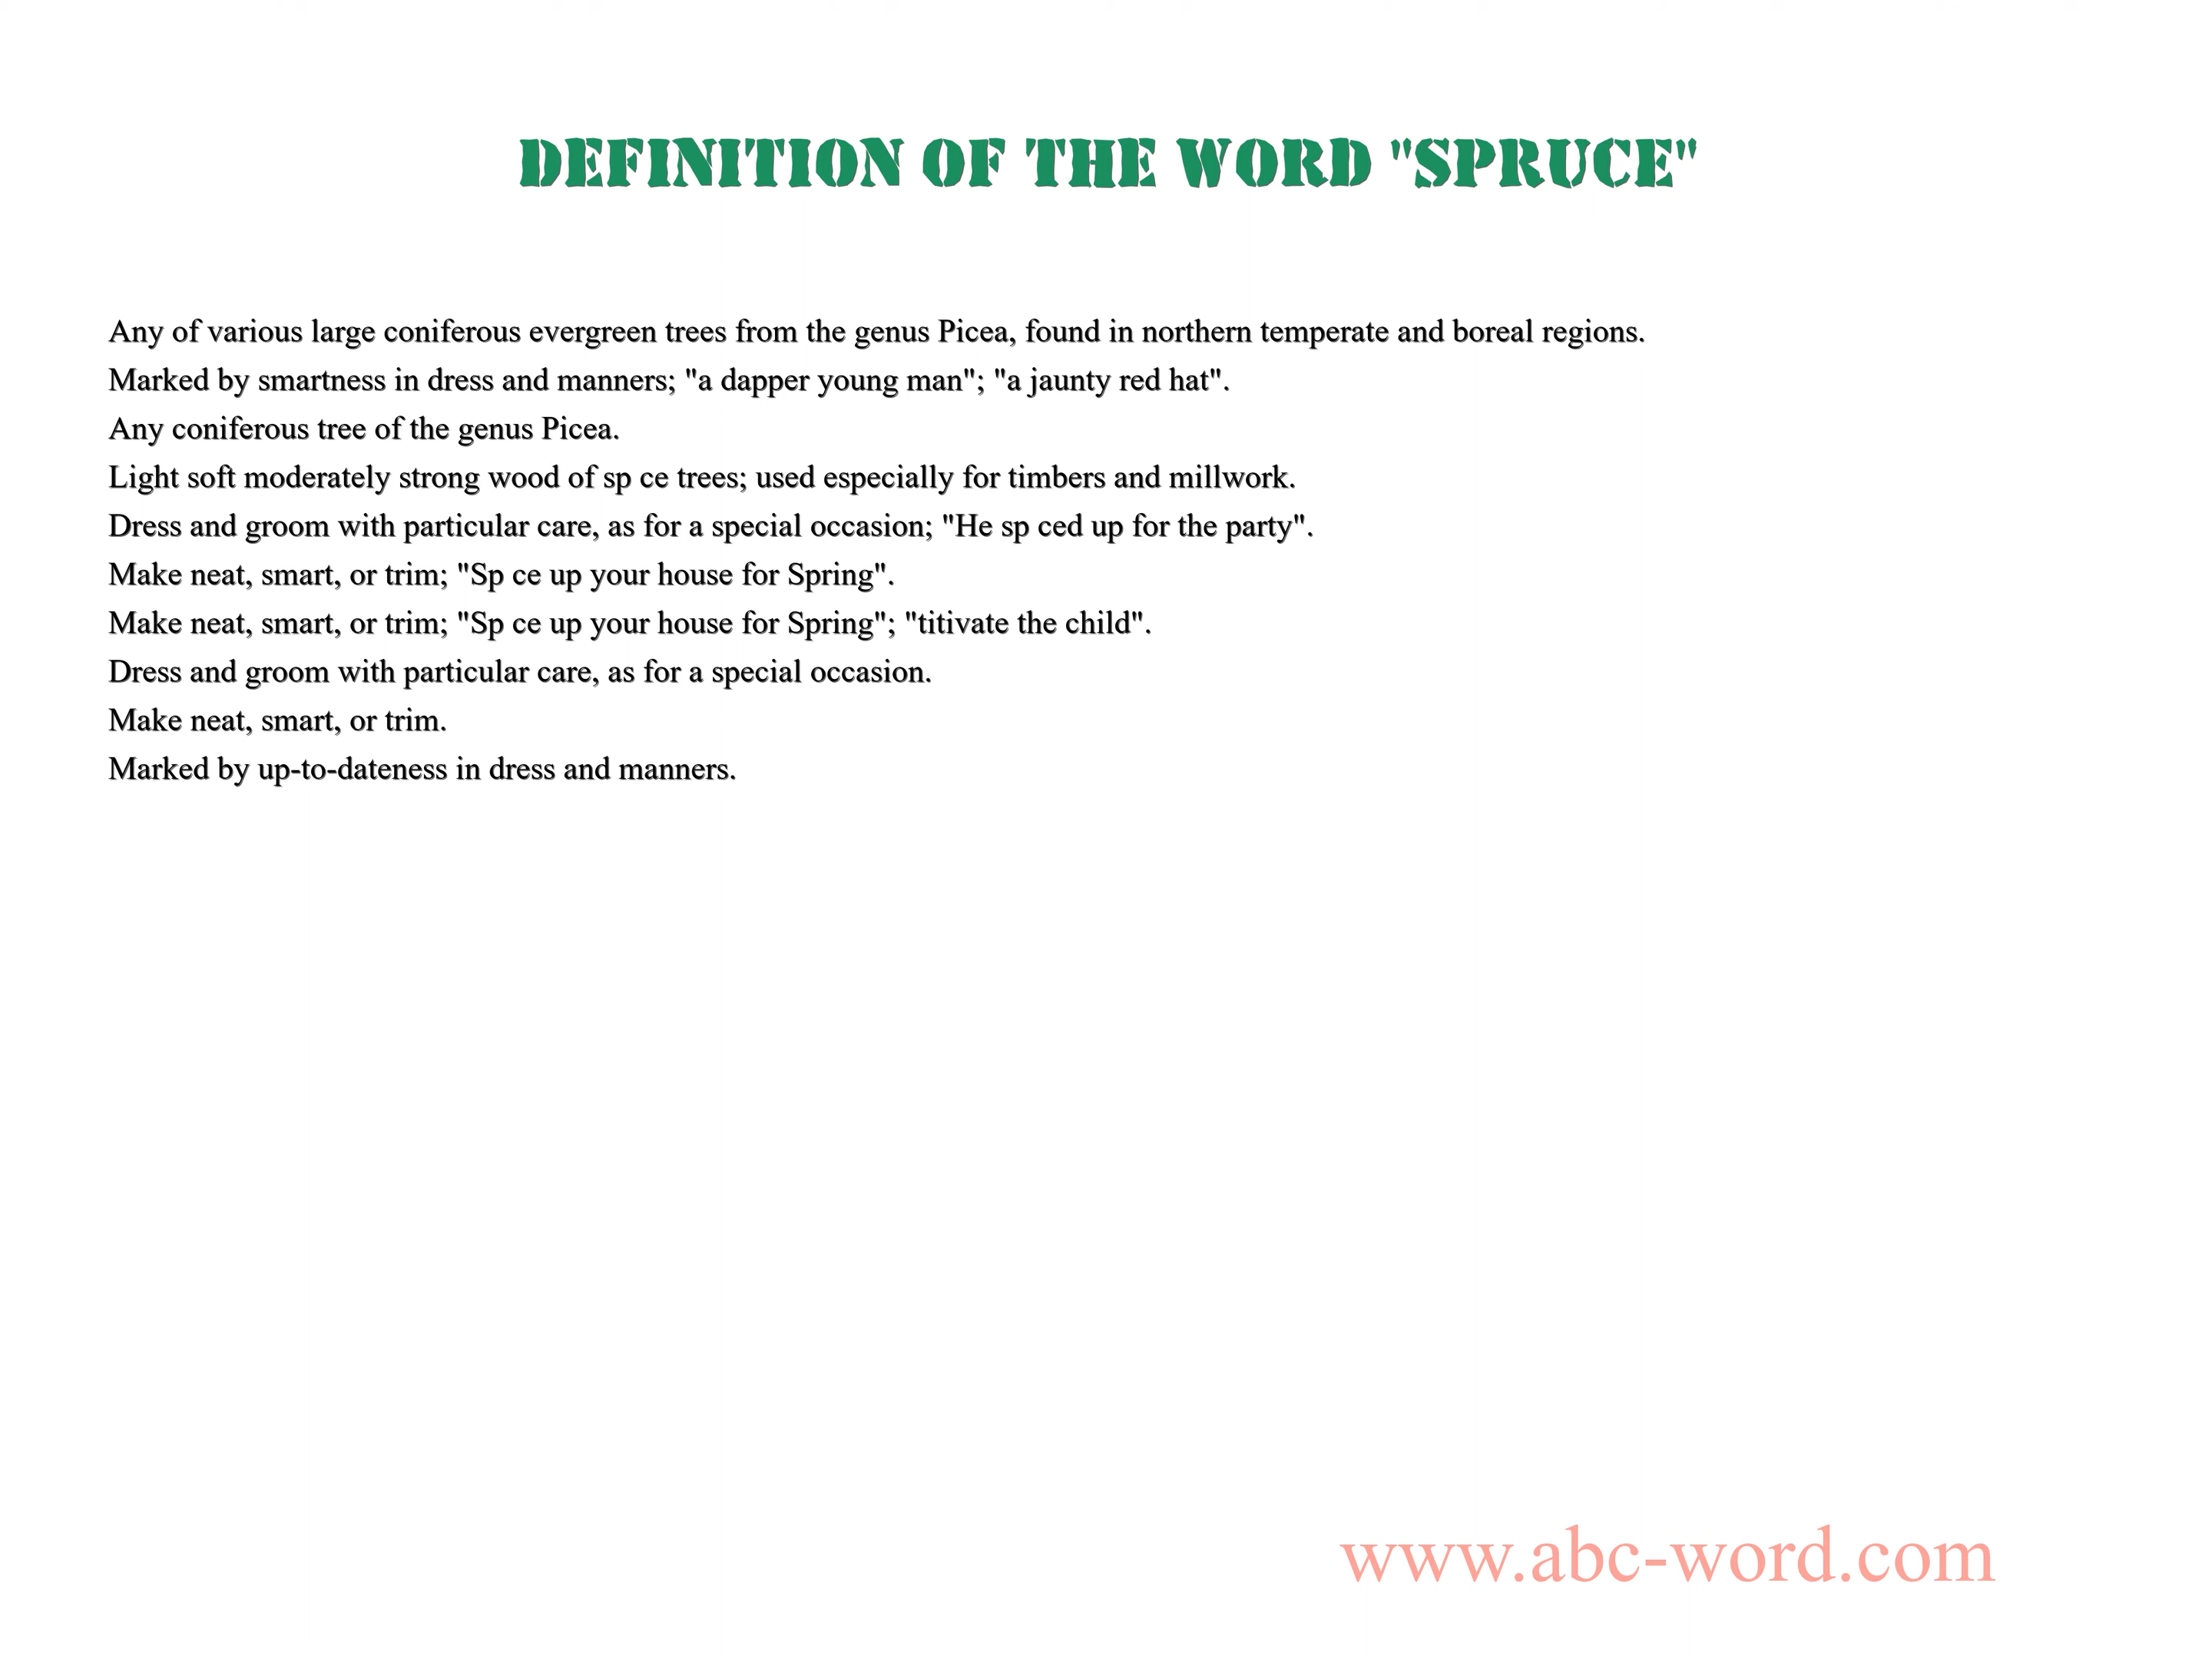 DEFINITION OF THE WORD "SPRUCE"
Any of various large coniferous evergreen trees from the genus Picea, found in northern temperate and boreal regions.
Marked by smartness in dress and manners; "a dapper young man"; "a jaunty red hat".
Any coniferous tree of the genus Picea.
Light soft moderately strong wood of sp ce trees; used especially for timbers and millwork.
Dress and groom with particular care, as for a special occasion; "He sp ced up for the party".
Make neat, smart, or trim; "Sp ce up your house for Spring".
Make neat, smart, or trim; "Sp ce up your house for Spring"; "titivate the child".
Dress and groom with particular care, as for a special occasion.
Make neat, smart, or trim.
Marked by up-to-dateness in dress and manners.
www.abc-word.com